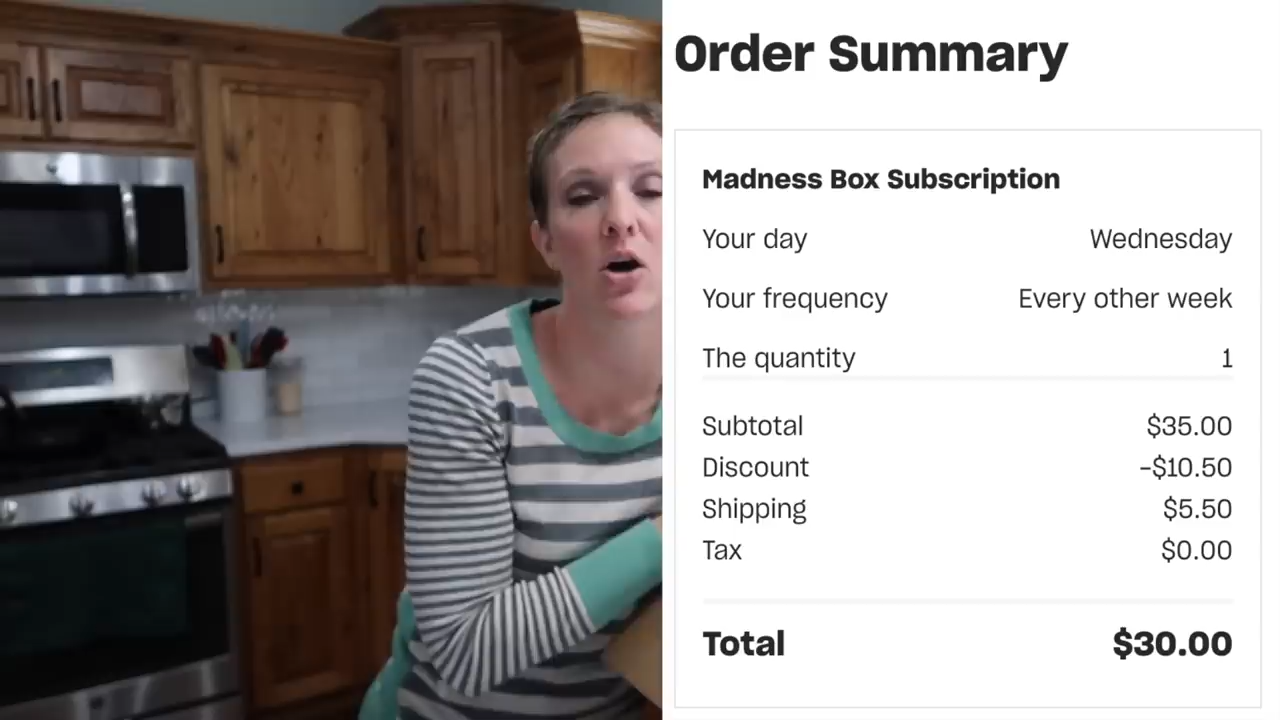 Order Summary
Madness Box Subscription
Your day Wednesday
Your frequency Every other week
The quantity 1
Subtotal $35.00
Discount -$10.50
Shipping $5.50
Tax $0.00
Total $30.00